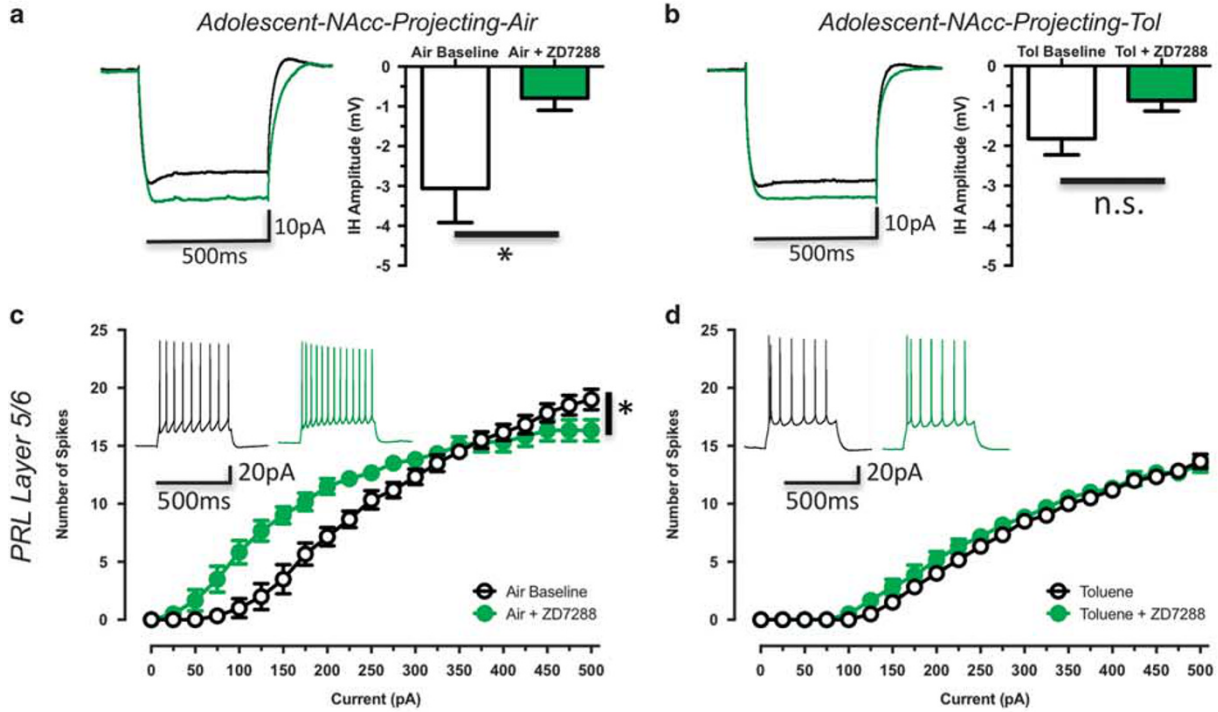 a
Adolescent-NAcc-Projecting-Air
Air Baseline Air + ZD7288
0
-1
-2
-3
-4
-5
IH Amplitude (mV)
10pA
500ms
*
b
Adolescent-NAcc-Projecting-Tol
Tol Baseline Tol + ZD7288
0
-1
-2
-3
-4
-5
IH Amplitude (mV)
10pA
500ms
n.s.
PRL Layer 5/6
c
25
20
15
10
5
0
Number of Spikes
20pA
500ms
*
Air Baseline
Air + ZD7288
0 50 100 150 200 250 300 350 400 450 500
Current (pA)
d
25
20
15
10
5
0
Number of Spikes
20pA
500ms
Toluene
Toluene + ZD7288
0 50 100 150 200 250 300 350 400 450 500
Current (pA)